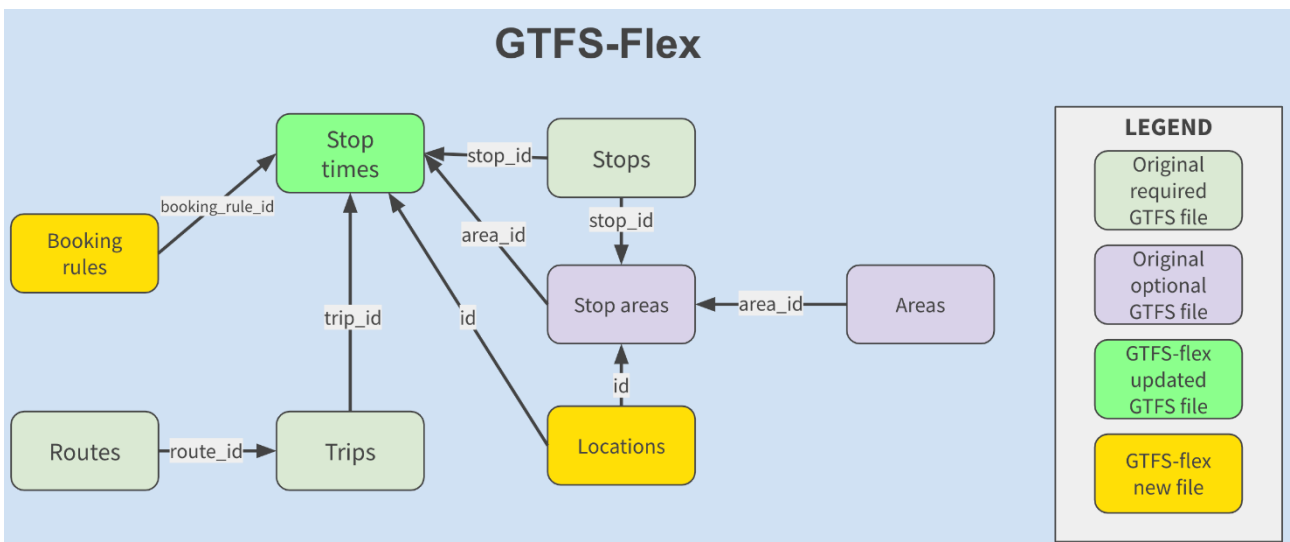 GTFS-Flex
Stop
times
stop_id
Stops
booking_rule_id
Booking
rules
area_id
stop_id
trip_id
id
Stop areas
area_id
Areas
id
Routes
route_id
Trips
Locations
LEGEND
Original
required
GTFS file
Original
optional
GTFS file
GTFS-flex
updated
GTFS file
GTFS-flex
new file